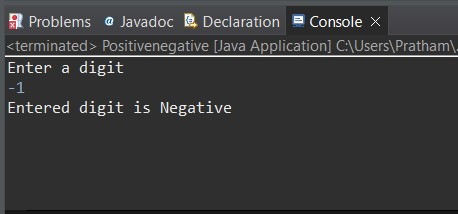 Problems @ Javadoc Declaration Console
<terminated> Positivenegative [Java Application] C:\Users\Pratham\.
Enter a digit
-1
Entered digit is Negative